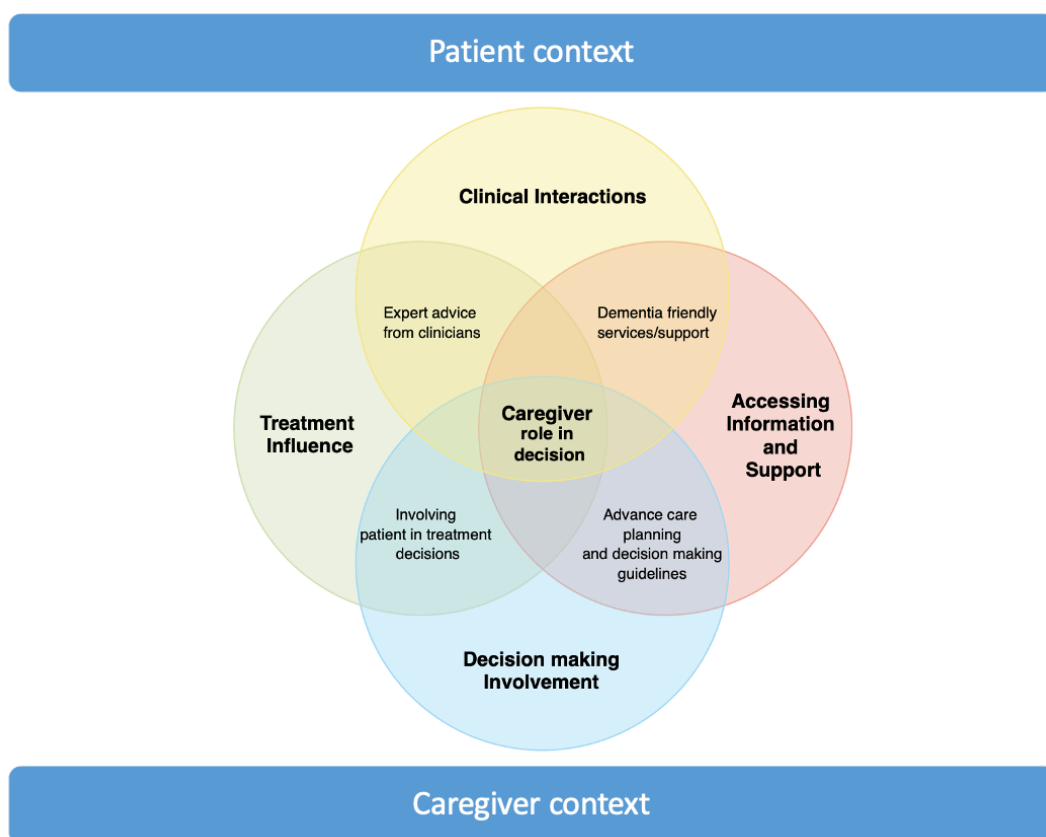 Patient context
Clinical Interactions
Expert advice
from clinicians
Dementia friendly
services/support
Treatment
Influence
Caregiver
role in
decision
Accessing
Information
and
Support
Involving
patient in treatment
decisions
Advance care
planning
and decision making
guidelines
Decision making
Involvement
Caregiver context